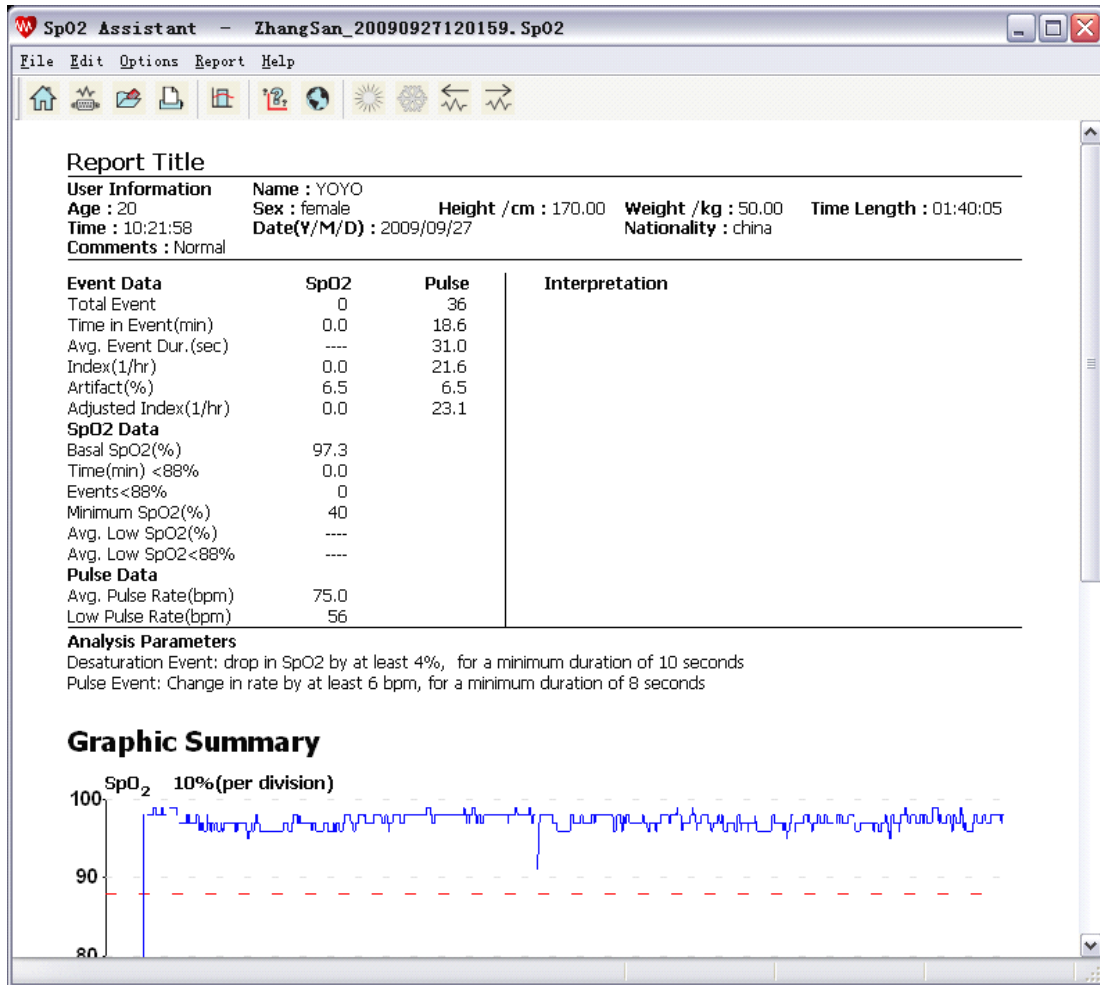 SpO2 Assistant - ZhangSan_20090927120159.SpO2
File Edit Options Report Help
Report Title
User Information Name : YOYO
Age : 20 Sex : female Height /cm : 170.00 Weight /kg : 50.00 Time Length : 01:40:05
Time : 10:21:58 Date(Y/M/D) : 2009/09/27 Nationality : china
Comments : Normal
Event Data SpO2 Pulse Interpretation
Total Event 0 36
Time in Event(min) 0.0 18.6
Avg. Event Dur.(sec) ---- 31.0
Index(1/hr) 0.0 21.6
Artifact(%) 6.5 6.5
Adjusted Index(1/hr) 0.0 23.1
SpO2 Data
Basal SpO2(%) 97.3
Time(min) <88% 0.0
Events<88% 0
Minimum SpO2(%) 40
Avg. Low SpO2(%) ----
Avg. Low SpO2<88% ----
Pulse Data
Avg. Pulse Rate(bpm) 75.0
Low Pulse Rate(bpm) 56
Analysis Parameters
Desaturation Event: drop in SpO2 by at least 4%, for a minimum duration of 10 seconds
Pulse Event: Change in rate by at least 6 bpm, for a minimum duration of 8 seconds
Graphic Summary
SpO2 10%(per division)
100
90
80